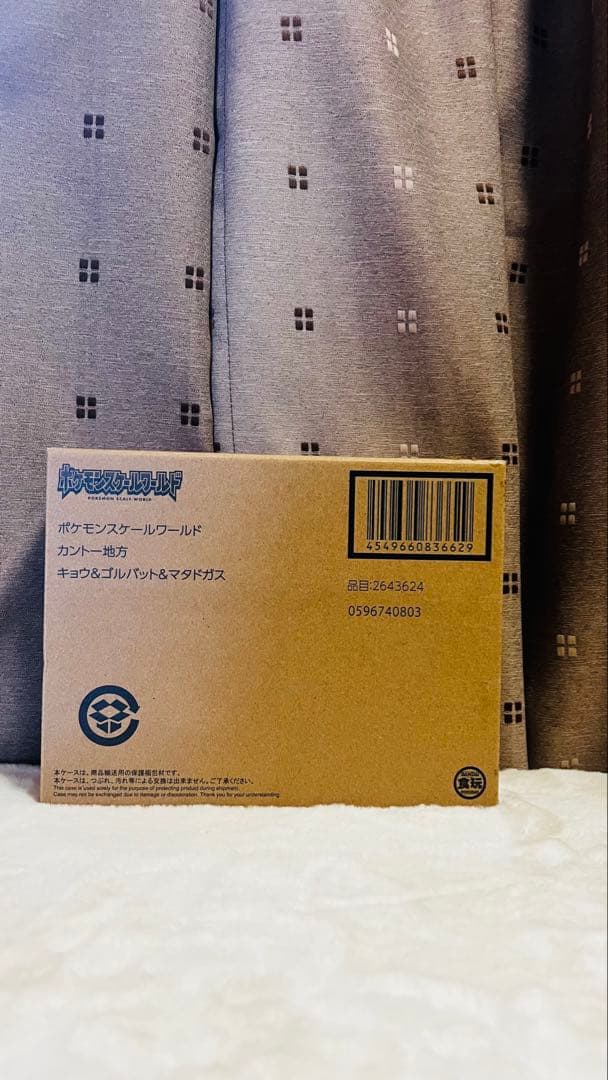 ポケモンスケールワールド
POKEMON SCALE WORLD
ポケモンスケールワールド
カントー地方
キョウ&ゴルバット&マタドガス
4549660836629
品目:2643624
0596740803
本ケースは、商品輸送用の保護梱包材です。
本ケースは、つぶれ、汚れ等による交換は出来ません。ご了承ください。
This case is used solely for the purpose of protecting product during shipment.
Case may not be exchanged due to damage or discoloration. Thank you for your understanding.
BANDAI
食玩